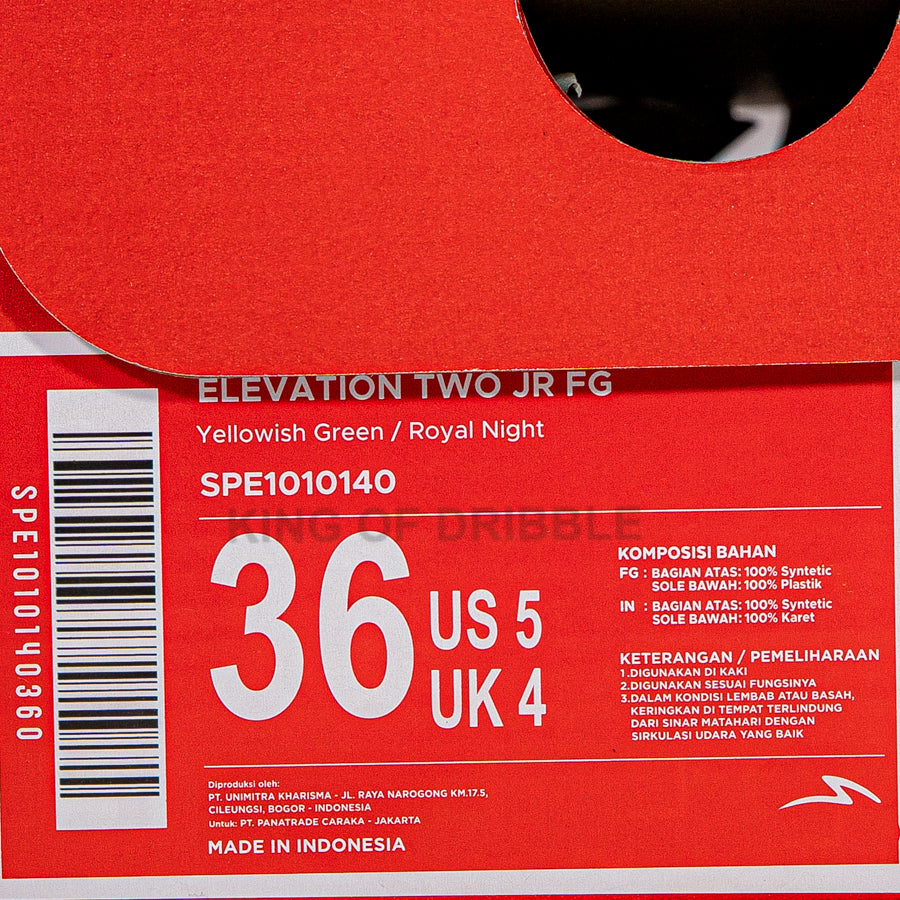 ELEVATION TWO JR FG
Yellowish Green / Royal Night
SPE1010140
KING OF DRIBBLE
SPE1010140360
36
US 5
UK 4
KOMPOSISI BAHAN
FG : BAGIAN ATAS: 100% Syntetic
SOLE BAWAH: 100% Plastik
IN : BAGIAN ATAS: 100% Syntetic
SOLE BAWAH: 100% Karet
KETERANGAN / PEMELIHARAAN
1.DIGUNAKAN DI KAKI
2.DIGUNAKAN SESUAI FUNGSINYA
3.DALAM KONDISI LEMBAB ATAU BASAH,
KERINGKAN DI TEMPAT TERLINDUNG
DARI SINAR MATAHARI DENGAN
SIRKULASI UDARA YANG BAIK
Diproduksi oleh:
PT. UNIMITRA KHARISMA - JL. RAYA NAROGONG KM.17.5,
CILEUNGSI, BOGOR - INDONESIA
Untuk: PT. PANATRADE CARAKA - JAKARTA
MADE IN INDONESIA